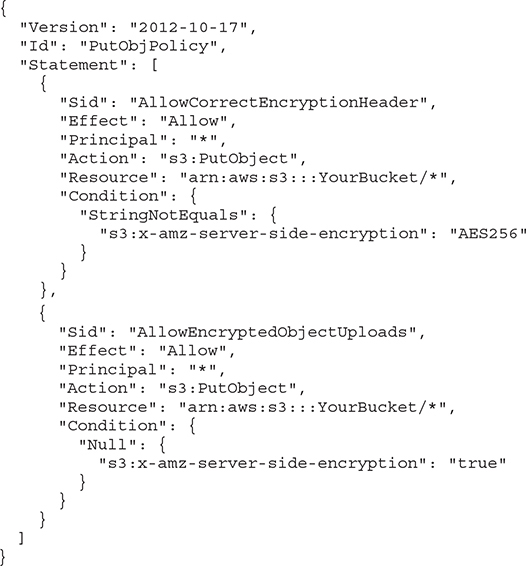 {
  "Version": "2012-10-17",
  "Id": "PutObjPolicy",
  "Statement": [
    {
      "Sid": "AllowCorrectEncryptionHeader",
      "Effect": "Allow",
      "Principal": "*",
      "Action": "s3:PutObject",
      "Resource": "arn:aws:s3:::YourBucket/*",
      "Condition": {
        "StringNotEquals": {
          "s3:x-amz-server-side-encryption": "AES256"
        }
      }
    },
    {
      "Sid": "AllowEncryptedObjectUploads",
      "Effect": "Allow",
      "Principal": "*",
      "Action": "s3:PutObject",
      "Resource": "arn:aws:s3:::YourBucket/*",
      "Condition": {
        "Null": {
          "s3:x-amz-server-side-encryption": "true"
        }
      }
    }
  ]
}